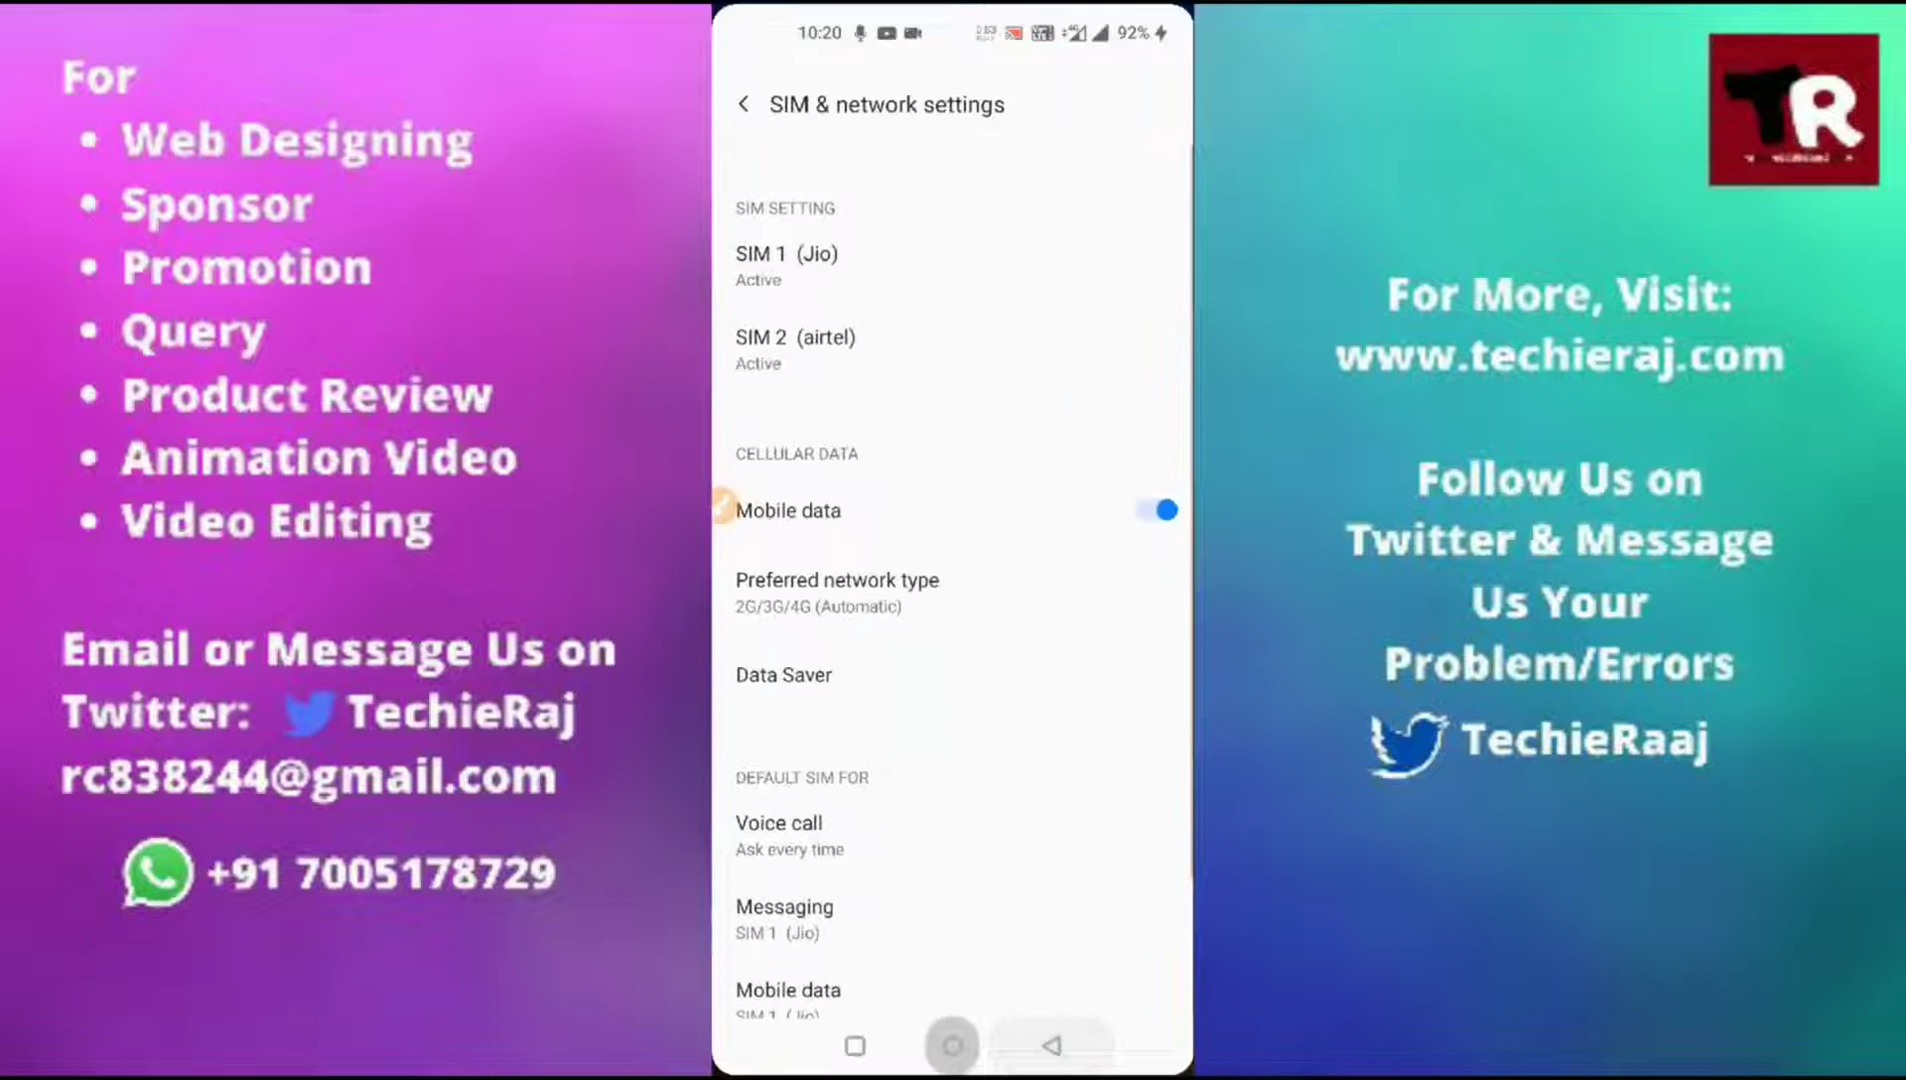 For
• Web Designing
• Sponsor
• Promotion
• Query
• Product Review
• Animation Video
• Video Editing
Email or Message Us on
Twitter: TechieRaj
rc838244@gmail.com
+91 7005178729
10:20
92%
SIM & network settings
SIM SETTING
SIM 1 (Jio)
Active
SIM 2 (airtel)
Active
CELLULAR DATA
Mobile data
Preferred network type
2G/3G/4G (Automatic)
Data Saver
DEFAULT SIM FOR
Voice call
Ask every time
Messaging
SIM 1 (Jio)
Mobile data
SIM 1 (Jio)
TR
For More, Visit:
www.techieraj.com
Follow Us on
Twitter & Message
Us Your
Problem/Errors
TechieRaaj